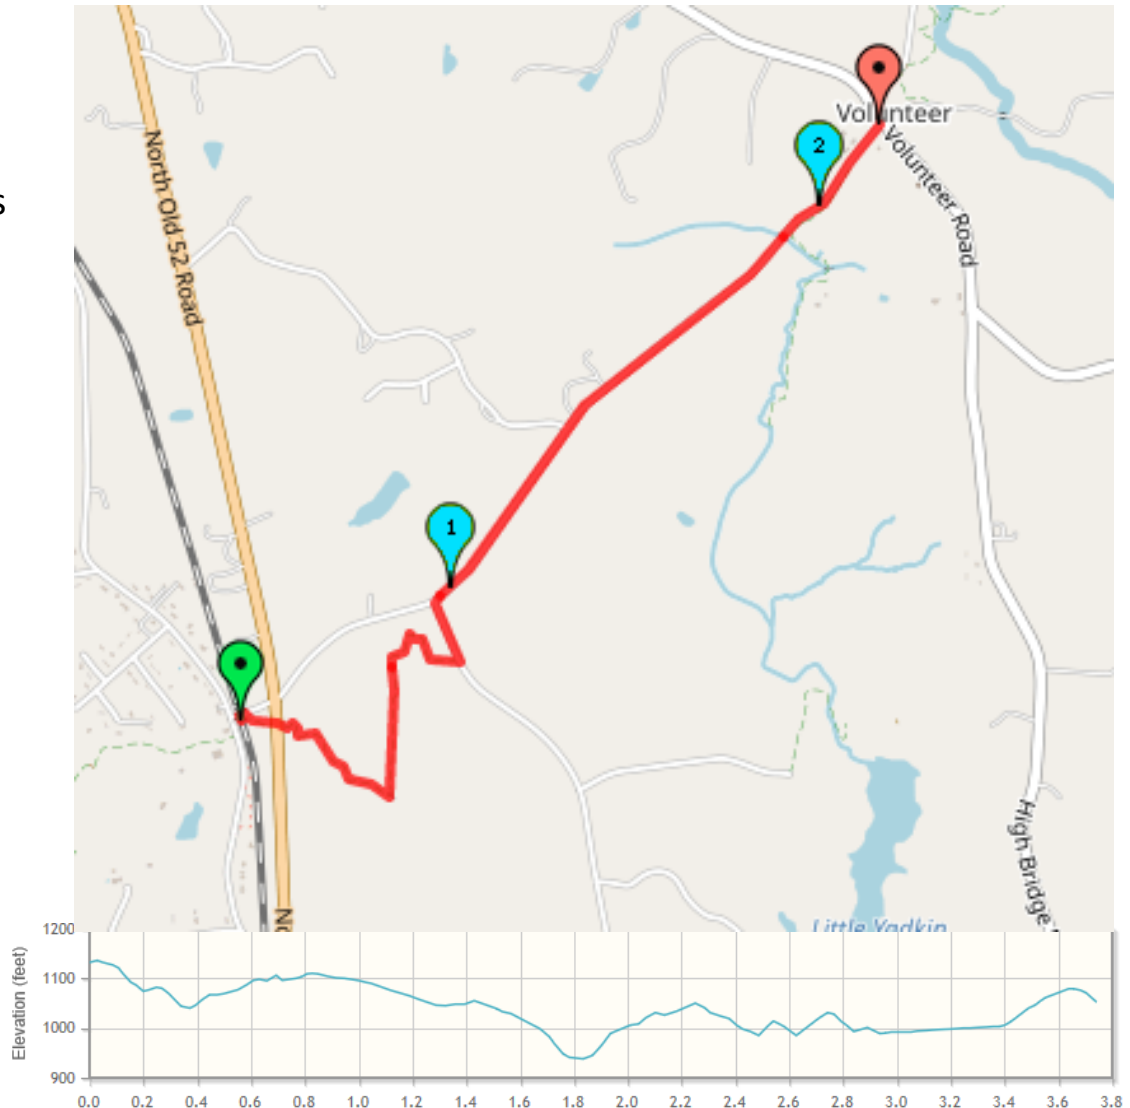 Volunteer
2
s
Volunteer Road
North Old 52 Road
1
High Bridge
Little Yadkin
1200
1100
1000
900
Elevation (feet)
0.0 0.2 0.4 0.6 0.8 1.0 1.2 1.4 1.6 1.8 2.0 2.2 2.4 2.6 2.8 3.0 3.2 3.4 3.6 3.8